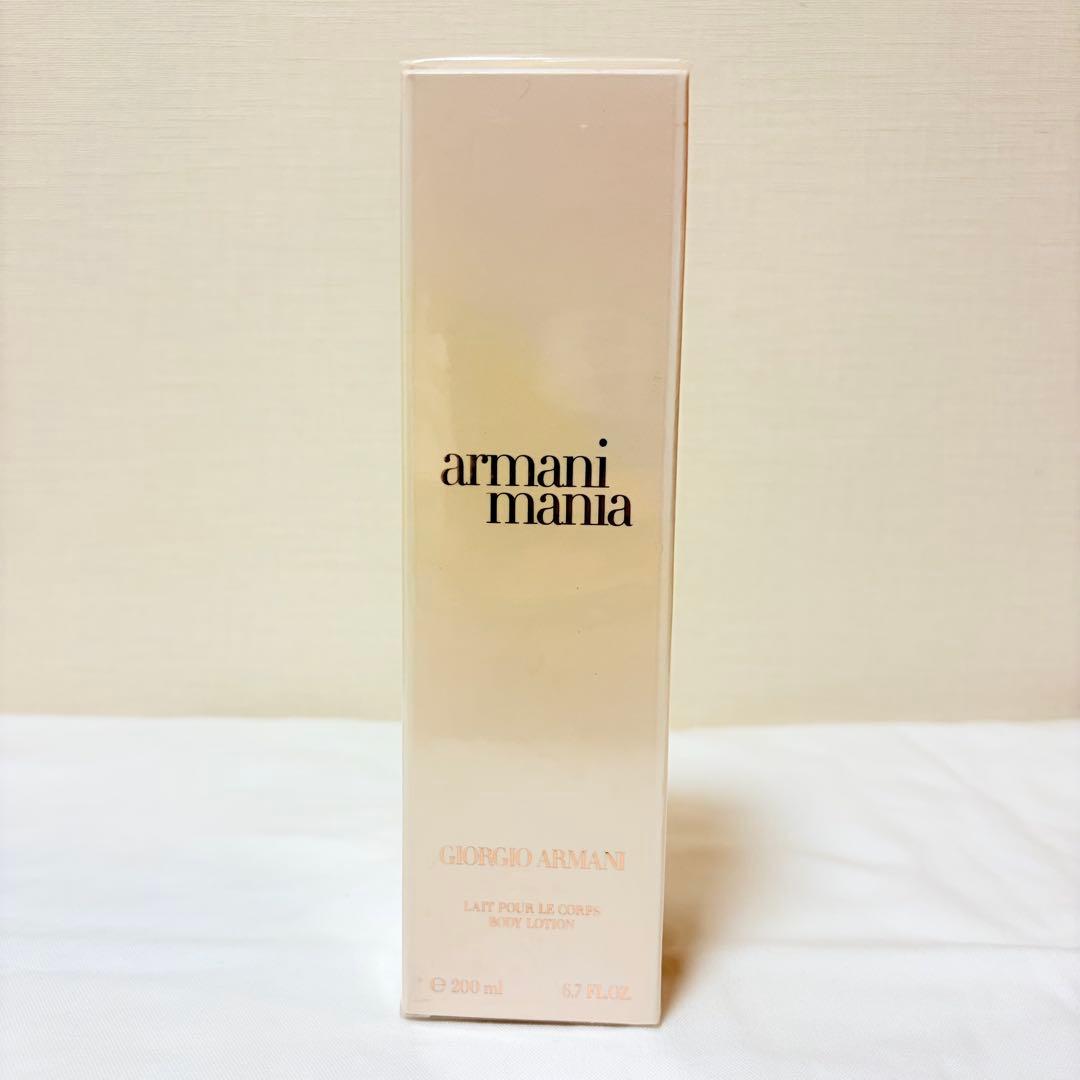 armani
mania
GIORGIO ARMANI
LAIT POUR LE CORPS
BODY LOTION
℮ 200 ml 6.7 FL.OZ.